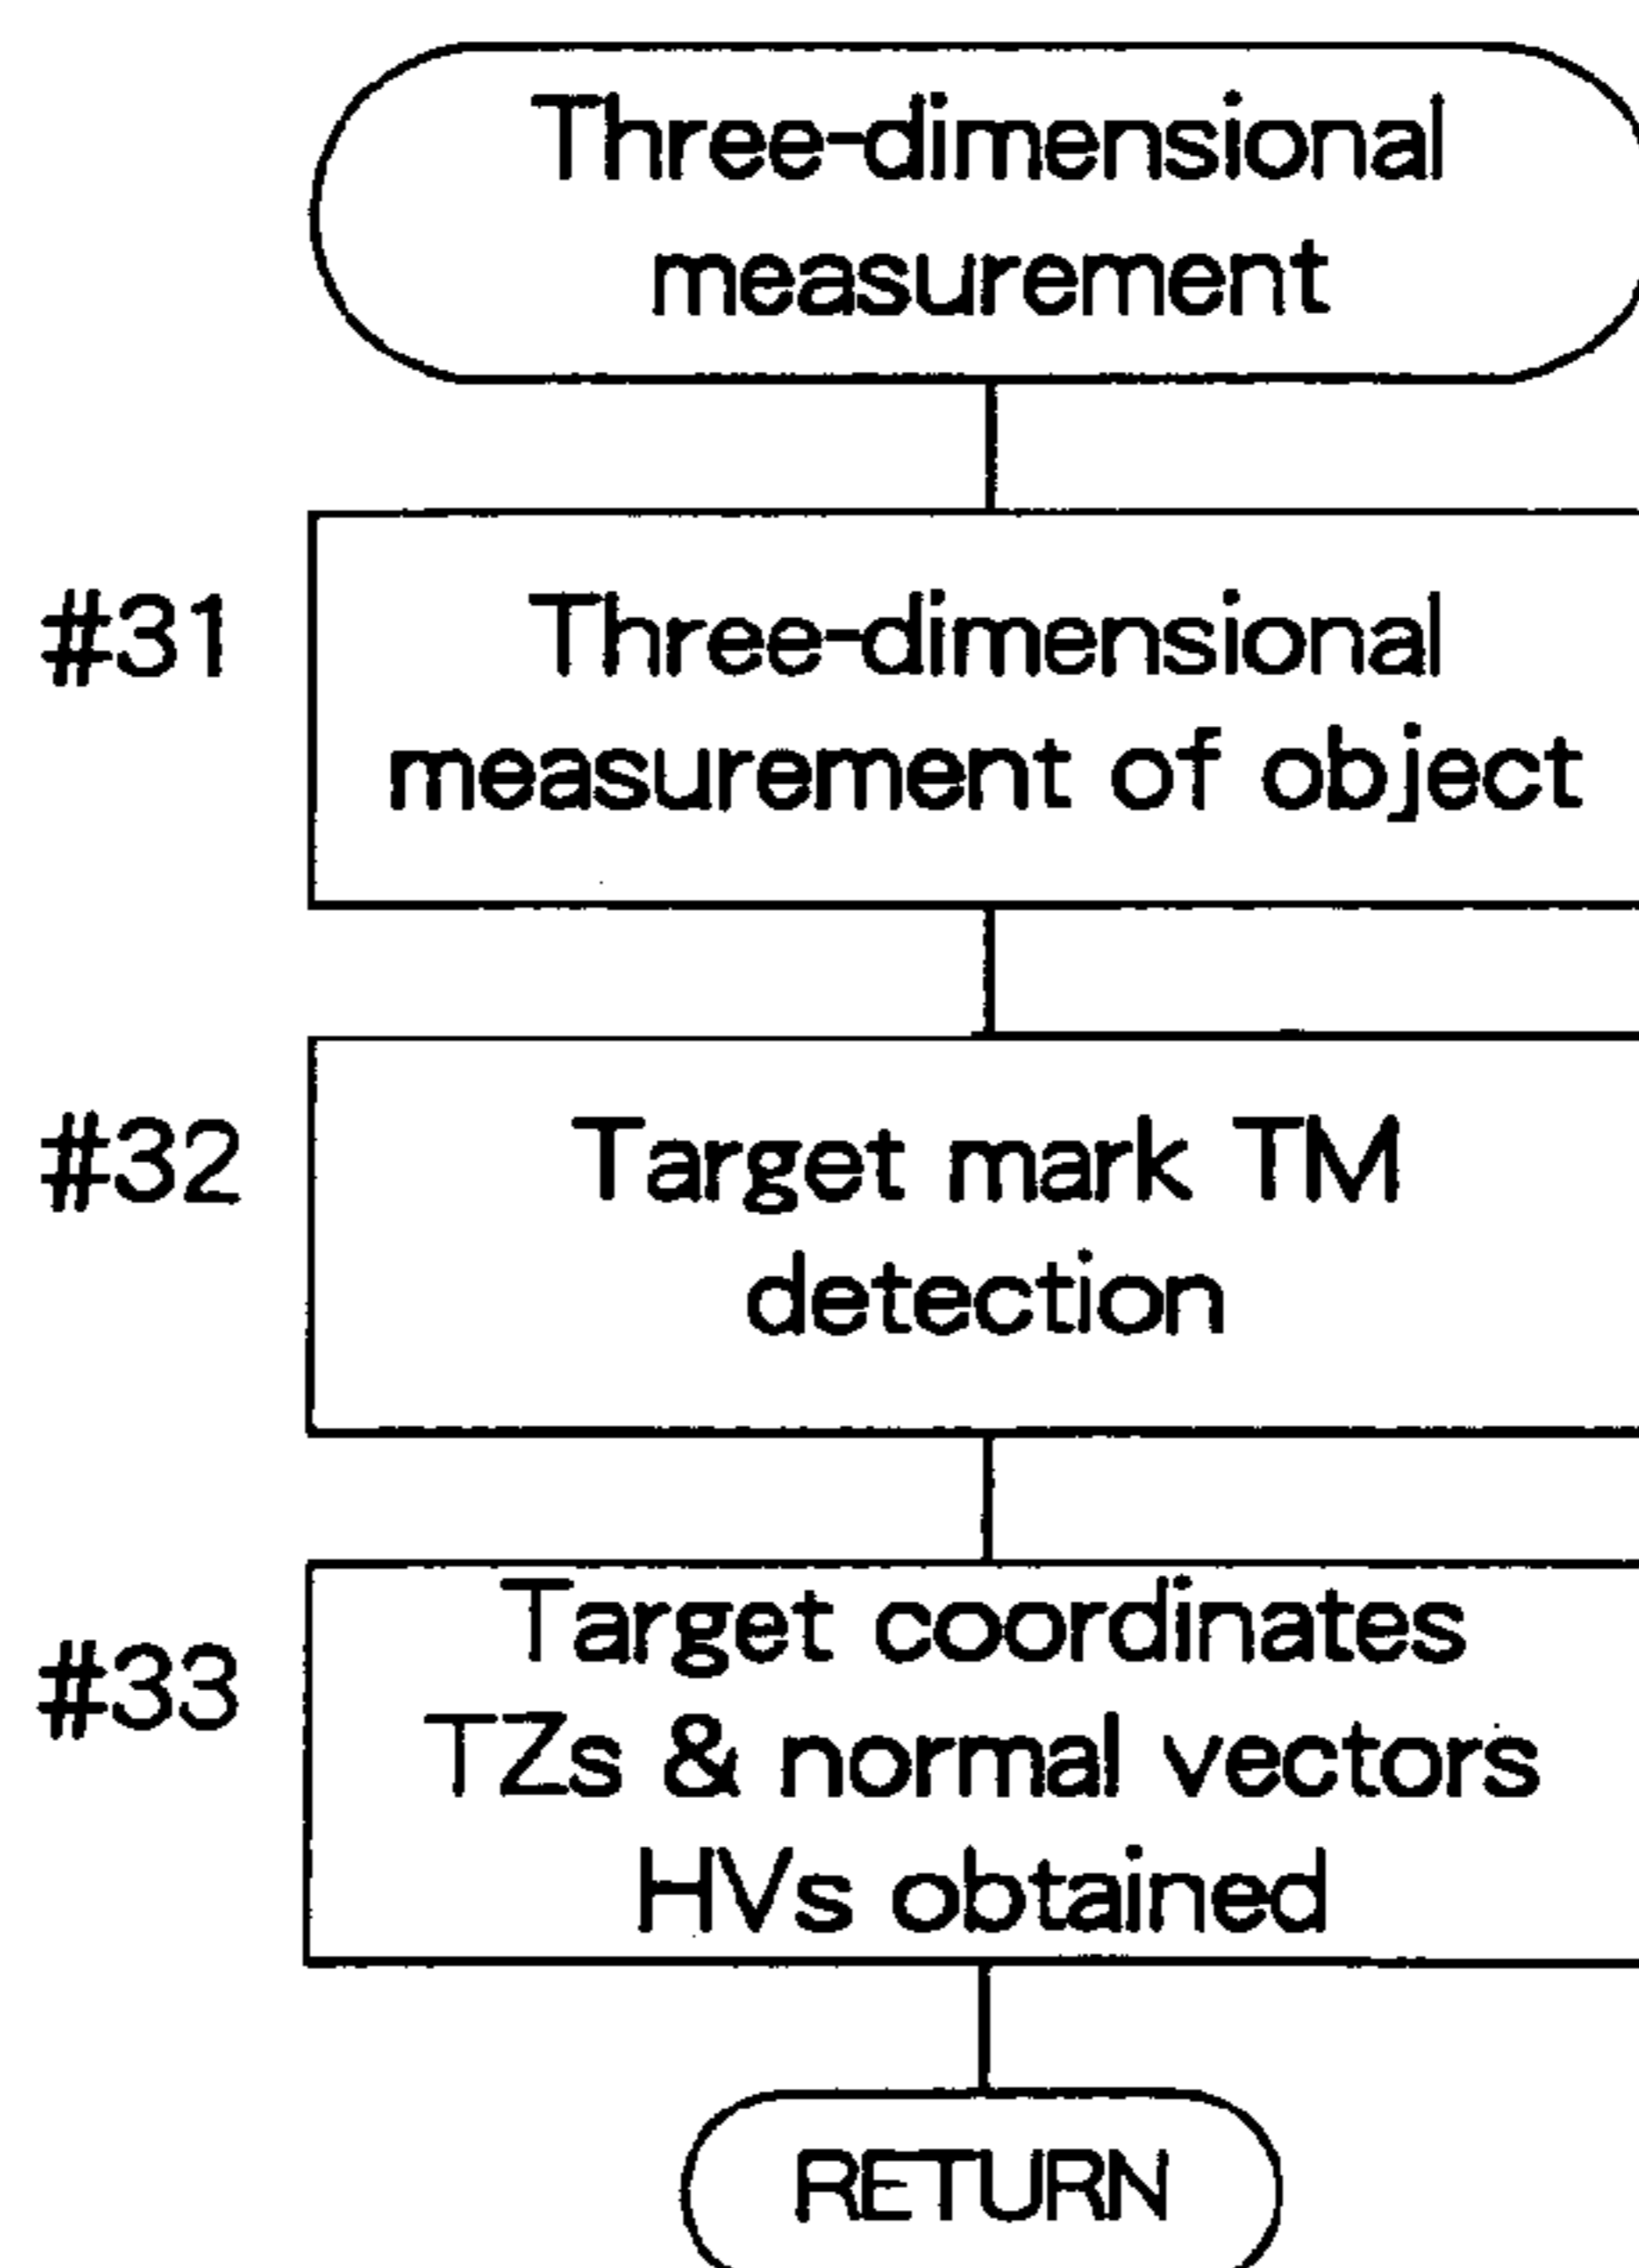 Three-dimensional
measurement
#31
Three-dimensional
measurement of object
#32
Target mark TM
detection
#33
Target coordinates
TZs & normal vectors
HVs obtained
RETURN